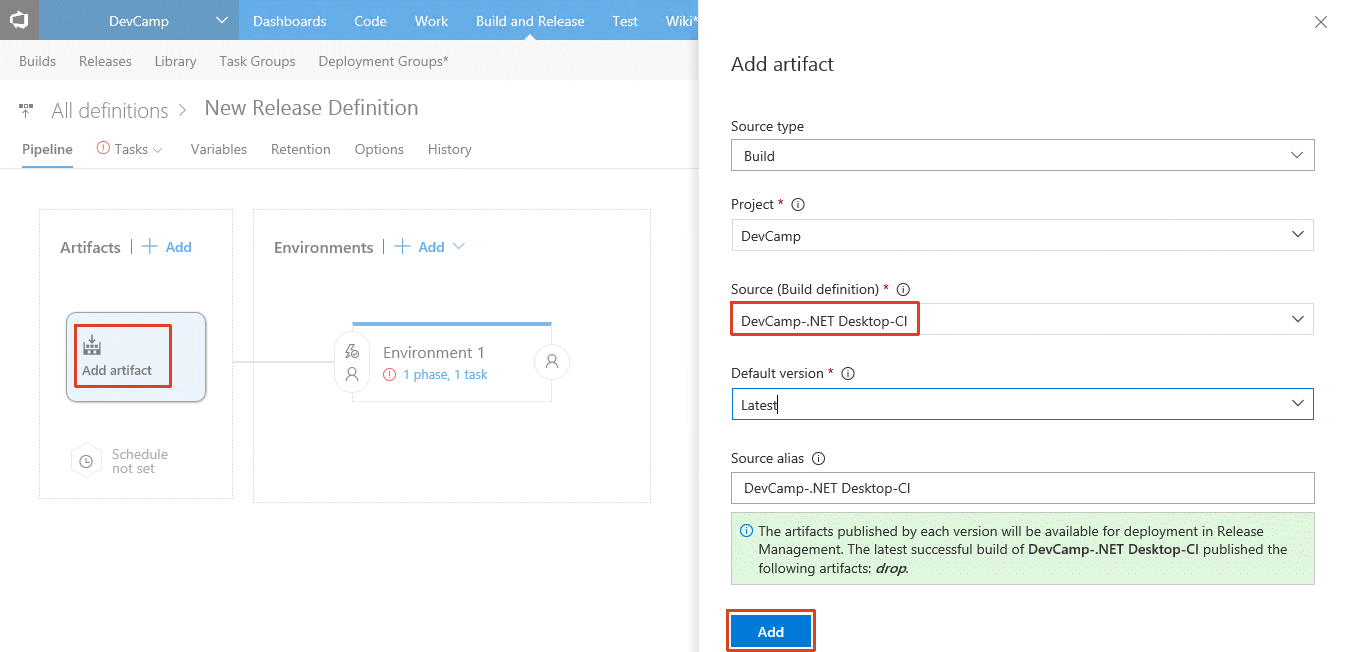 DevCamp
Dashboards
Code
Work
Build and Release
Test
Wiki*
Builds
Releases
Library
Task Groups
Deployment Groups*
All definitions > New Release Definition
Pipeline
Tasks
Variables
Retention
Options
History
Artifacts | + Add
Add artifact
Schedule
not set
Environments | + Add
Environment 1
1 phase, 1 task
Add artifact
Source type
Build
Project *
DevCamp
Source (Build definition) *
DevCamp-.NET Desktop-CI
Default version *
Latest
Source alias
DevCamp-.NET Desktop-CI
The artifacts published by each version will be available for deployment in Release
Management. The latest successful build of DevCamp-.NET Desktop-CI published the
following artifacts: drop.
Add